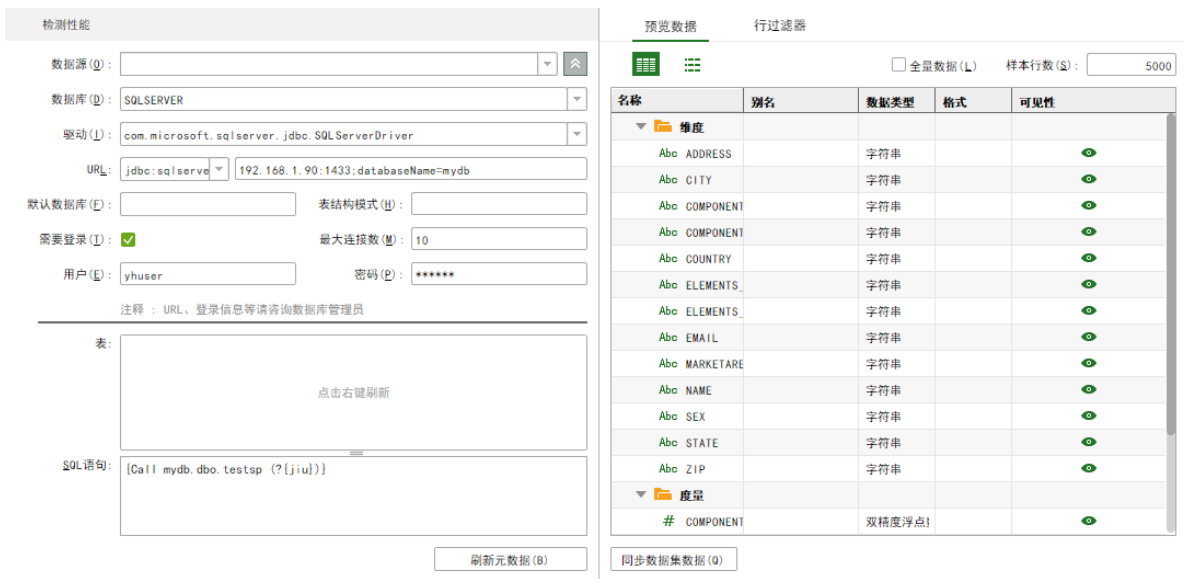 检测性能
数据源(O):
数据库(D): SQLSERVER
驱动(I): com.microsoft.sqlserver.jdbc.SQLServerDriver
URL: jdbc:sqlserve 192.168.1.90:1433;databaseName=mydb
默认数据库(F): 表结构模式(H):
需要登录(T): 最大连接数(M): 10
用户(E): yhuser 密码(P): ******
注释 : URL、登录信息等请咨询数据库管理员
表:
点击右键刷新
SQL语句: {Call mydb.dbo.testsp (?{jiu})}
刷新元数据(B)
预览数据 行过滤器
全量数据(L) 样本行数(S): 5000
名称 别名 数据类型 格式 可见性
维度
Abc ADDRESS 字符串
Abc CITY 字符串
Abc COMPONENT 字符串
Abc COMPONENT 字符串
Abc COUNTRY 字符串
Abc ELEMENTS_ 字符串
Abc ELEMENTS_ 字符串
Abc EMAIL 字符串
Abc MARKETARE 字符串
Abc NAME 字符串
Abc SEX 字符串
Abc STATE 字符串
Abc ZIP 字符串
度量
# COMPONENT 双精度浮点
同步数据集数据(Q)